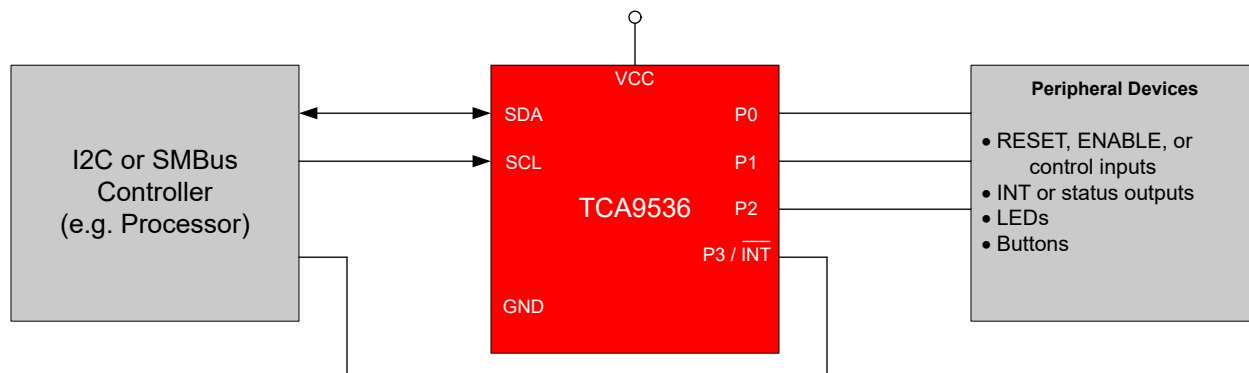 I2C or SMBus
Controller
(e.g. Processor)
VCC
SDA
SCL
TCA9536
GND
P0
P1
P2
P3 / I̅N̅T̅
Peripheral Devices
• RESET, ENABLE, or
control inputs
• INT or status outputs
• LEDs
• Buttons